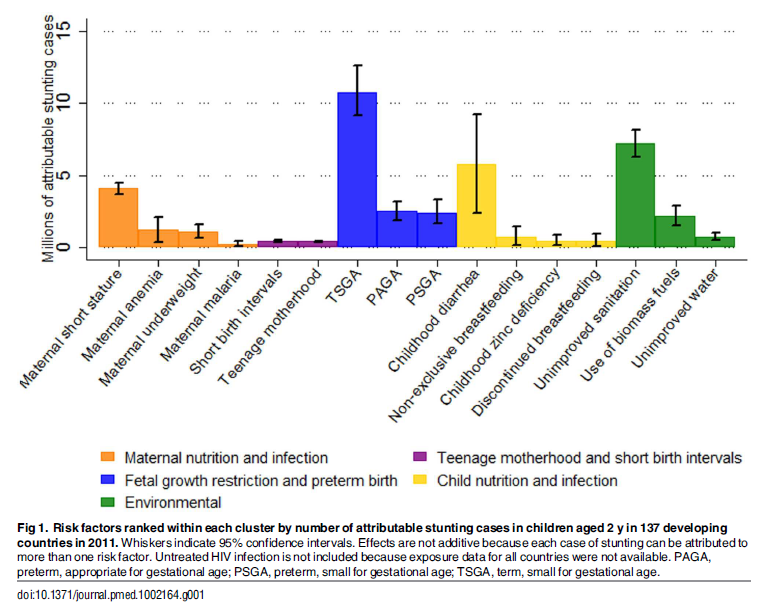 Millions of attributable stunting cases
15
10
5
0
Maternal short stature
Maternal anemia
Maternal underweight
Maternal malaria
Short birth intervals
Teenage motherhood
TSGA
PAGA
PSGA
Childhood diarrhea
Non-exclusive breastfeeding
Childhood zinc deficiency
Discontinued breastfeeding
Unimproved sanitation
Use of biomass fuels
Unimproved water
Maternal nutrition and infection
Teenage motherhood and short birth intervals
Fetal growth restriction and preterm birth
Child nutrition and infection
Environmental
Fig 1. Risk factors ranked within each cluster by number of attributable stunting cases in children aged 2 y in 137 developing
countries in 2011. Whiskers indicate 95% confidence intervals. Effects are not additive because each case of stunting can be attributed to
more than one risk factor. Untreated HIV infection is not included because exposure data for all countries were not available. PAGA,
preterm, appropriate for gestational age; PSGA, preterm, small for gestational age; TSGA, term, small for gestational age.
doi:10.1371/journal.pmed.1002164.g001